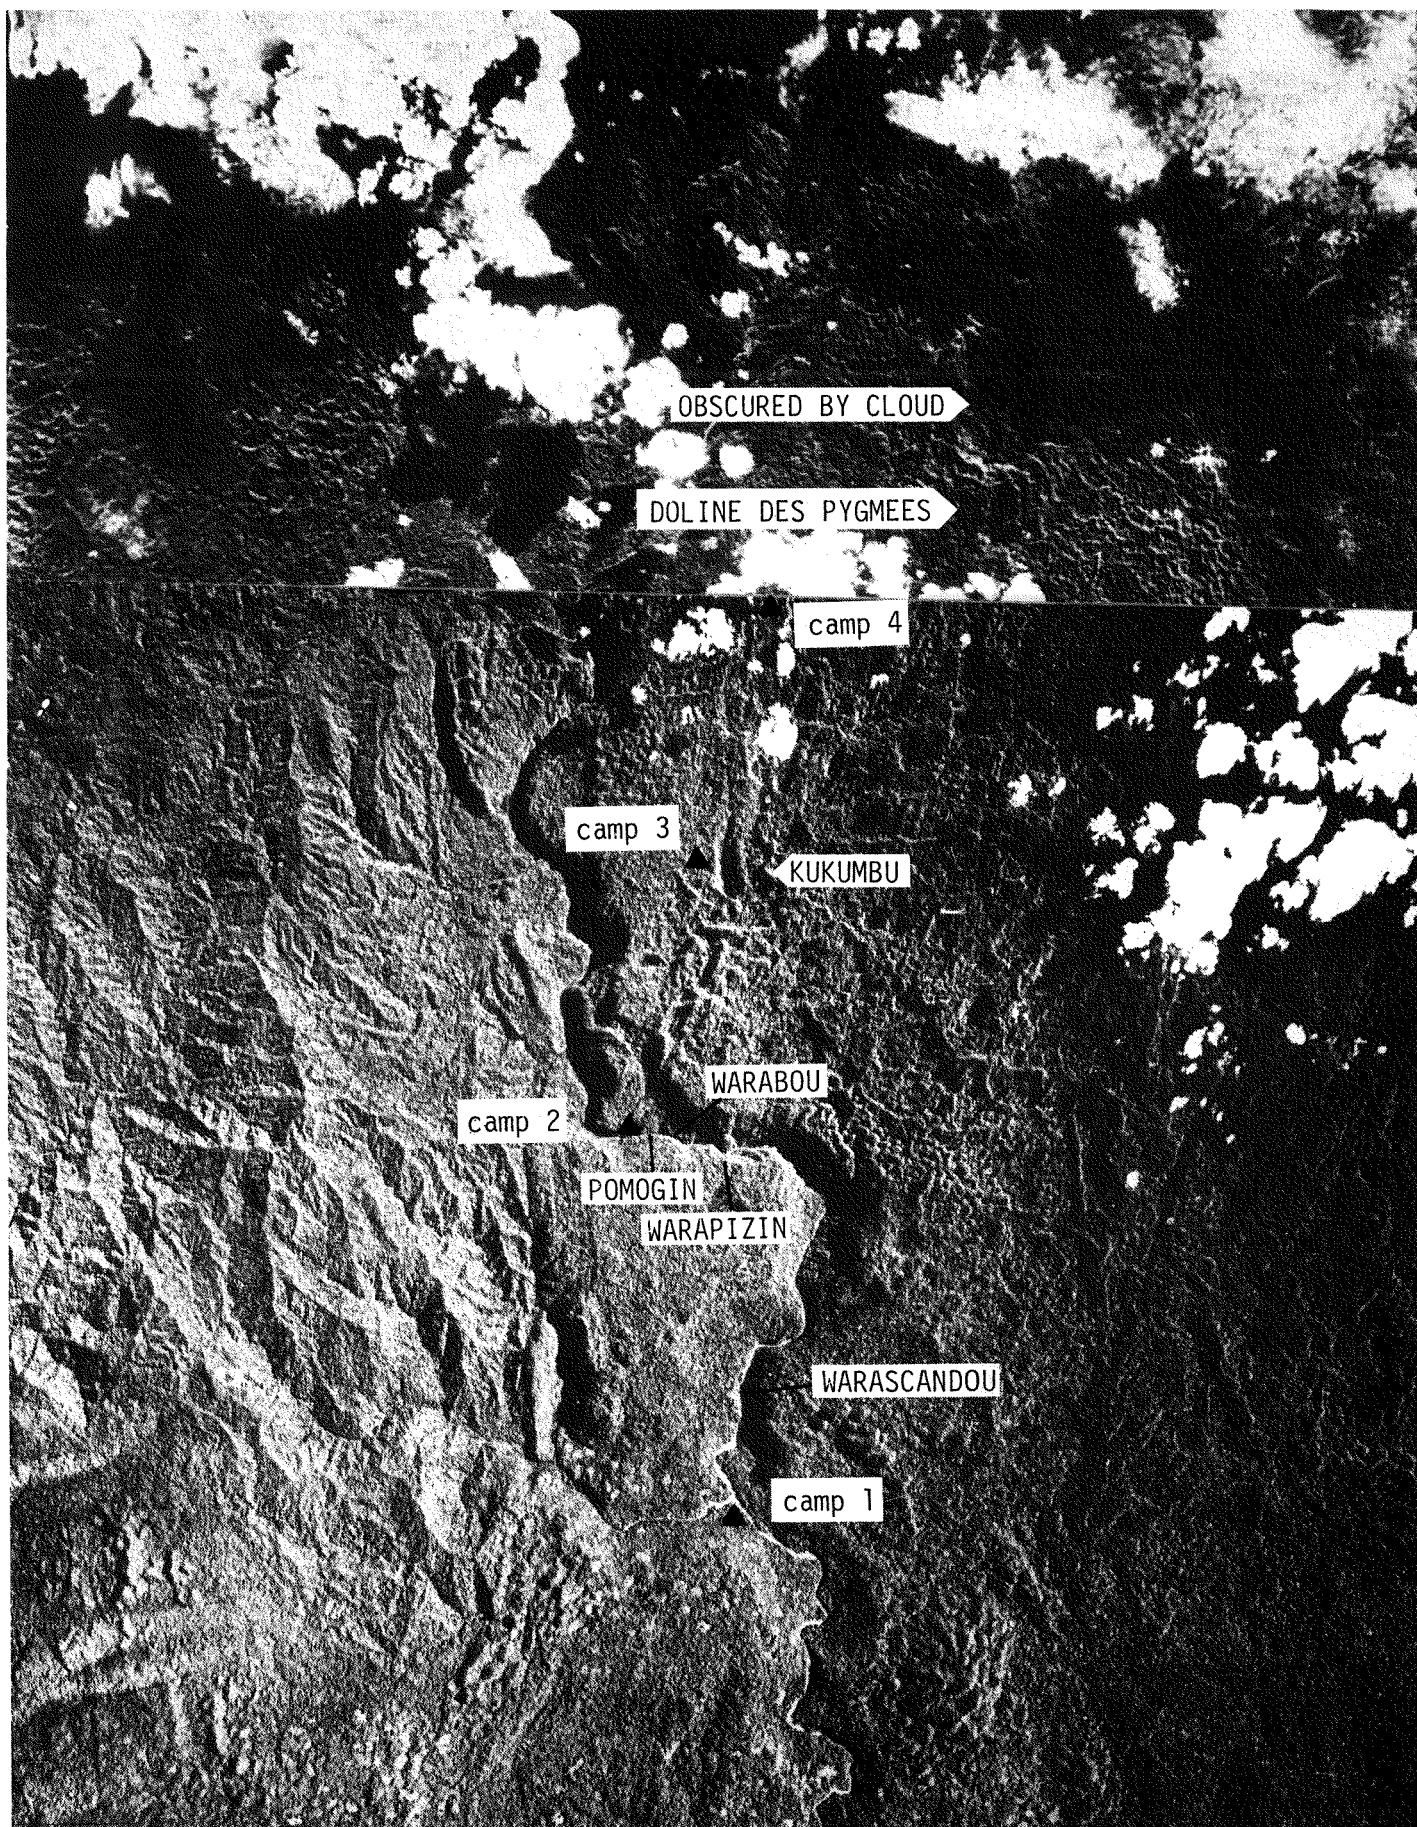 OBSCURED BY CLOUD
DOLINE DES PYGMEES
camp 4
camp 3
KUKUMBU
WARABOU
camp 2
POMOGIN
WARAPIZIN
WARASCANDOU
camp 1